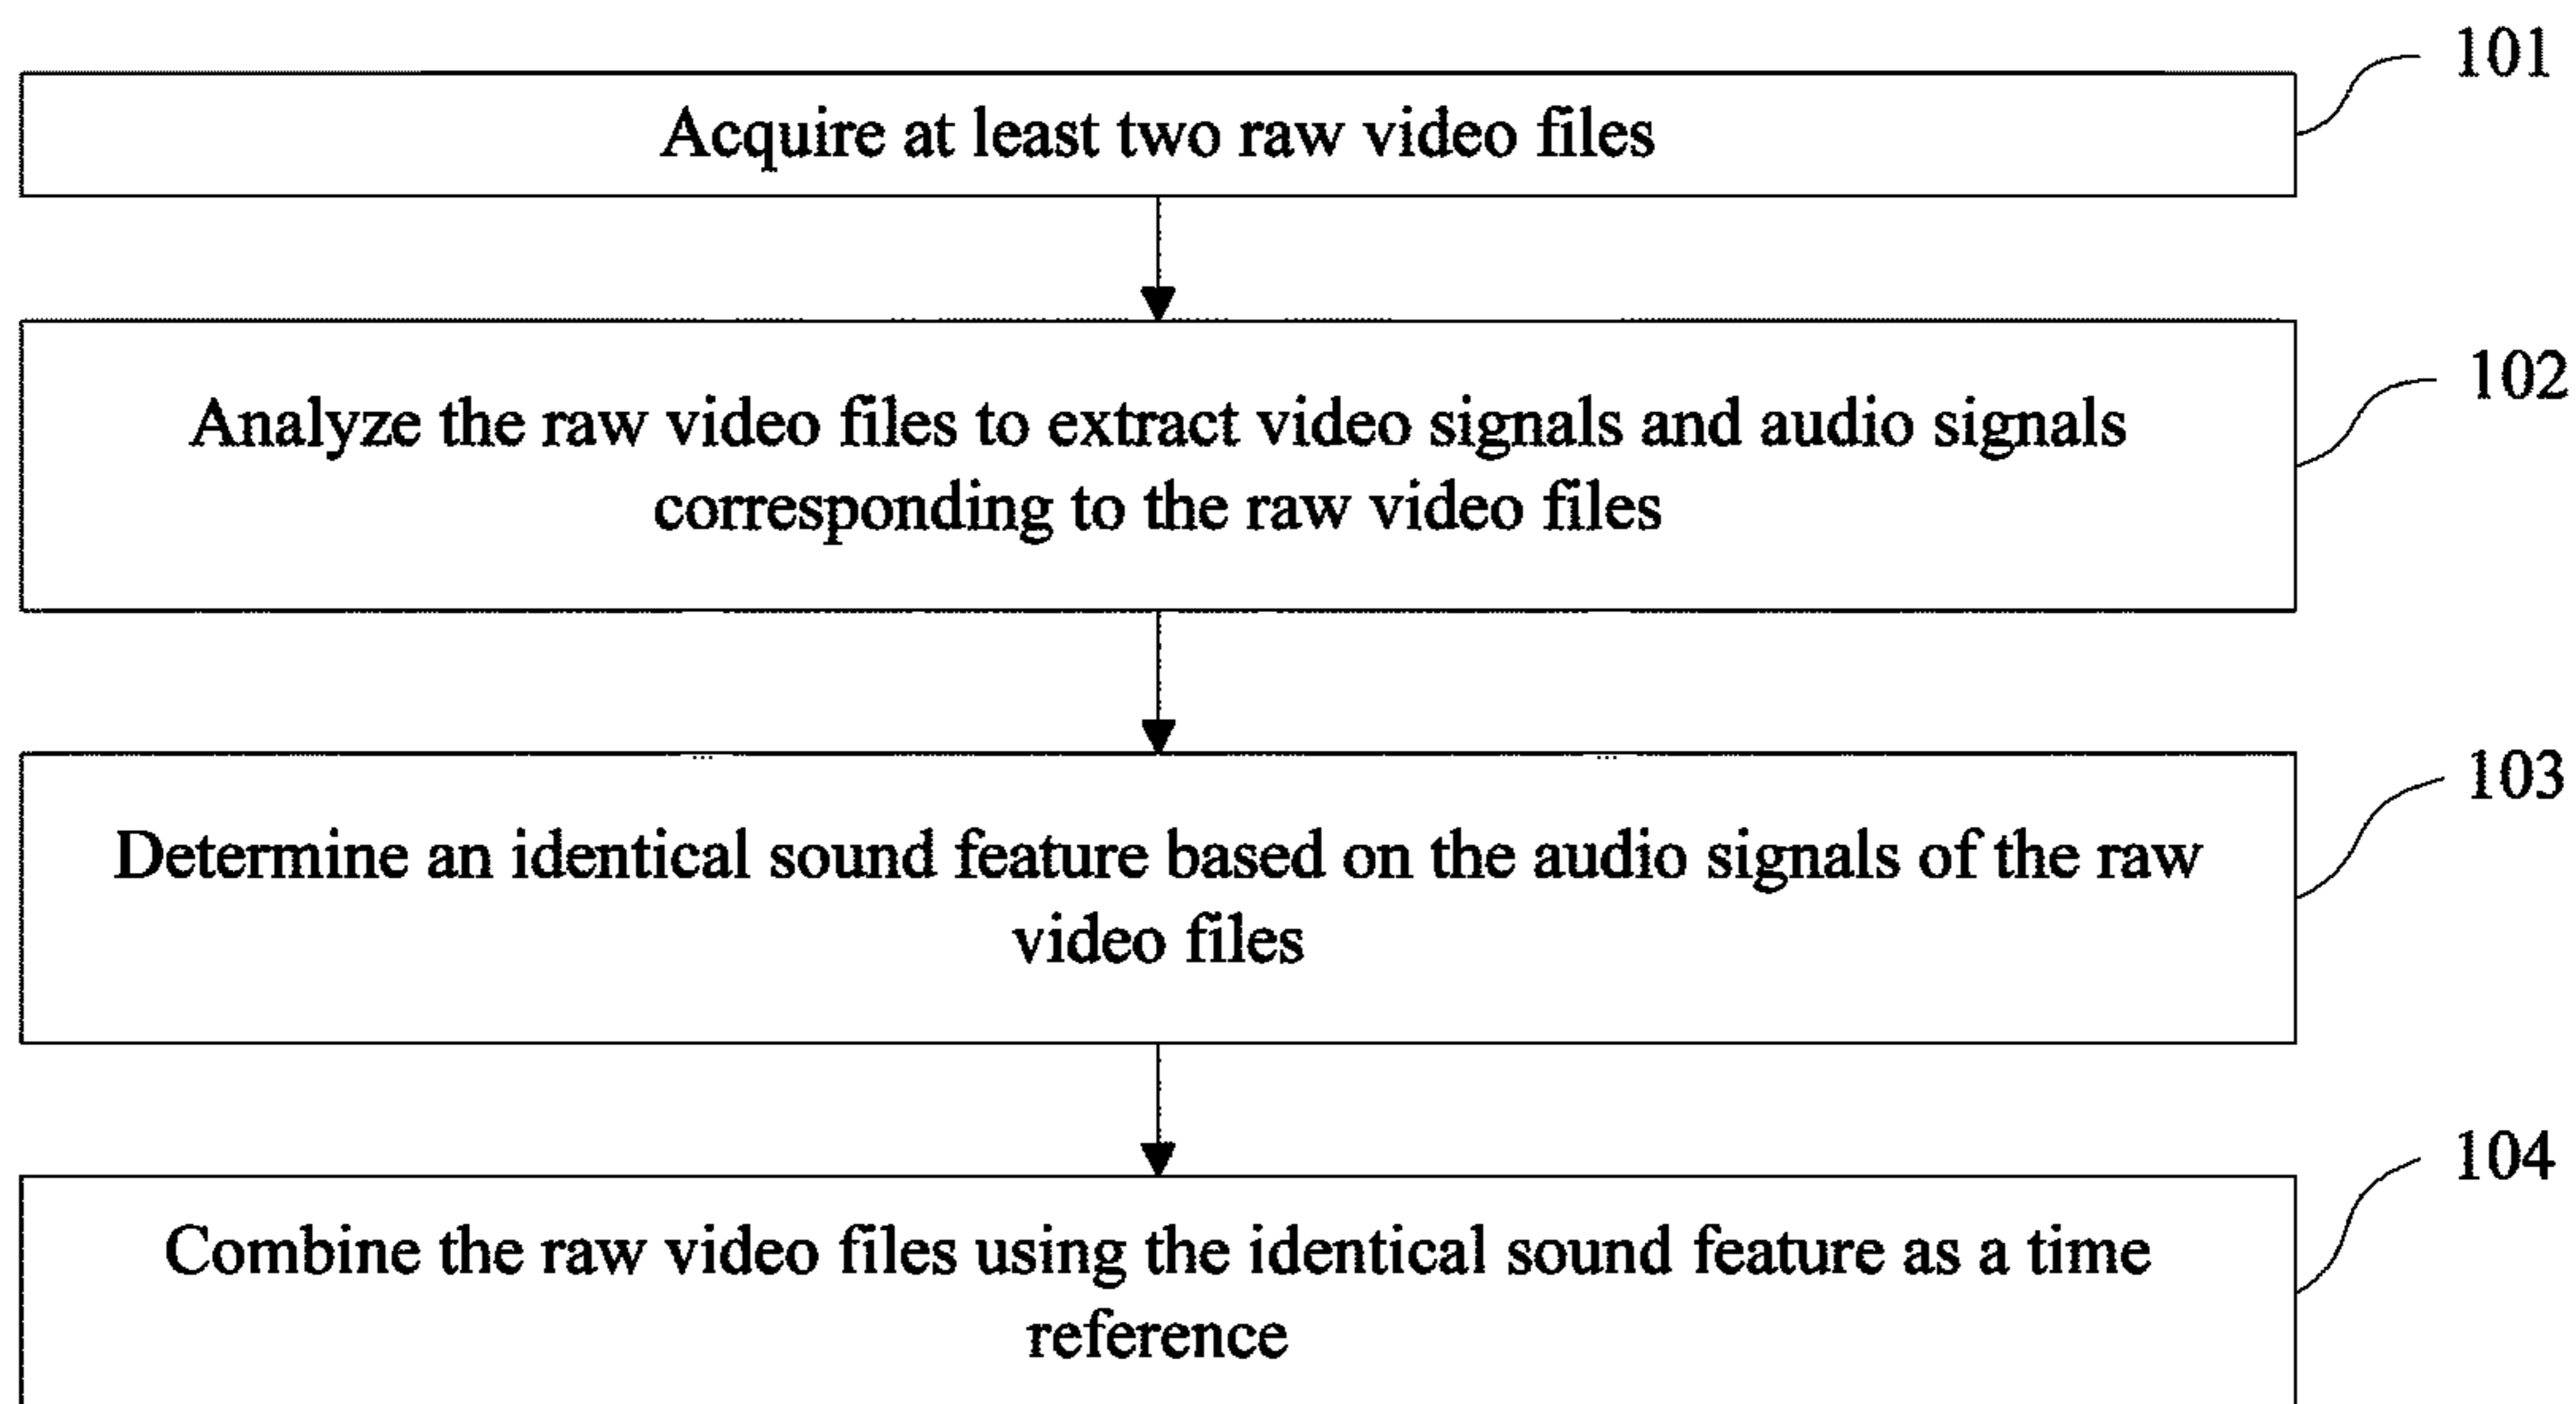 101
Acquire at least two raw video files
102
Analyze the raw video files to extract video signals and audio signals
corresponding to the raw video files
103
Determine an identical sound feature based on the audio signals of the raw
video files
104
Combine the raw video files using the identical sound feature as a time
reference